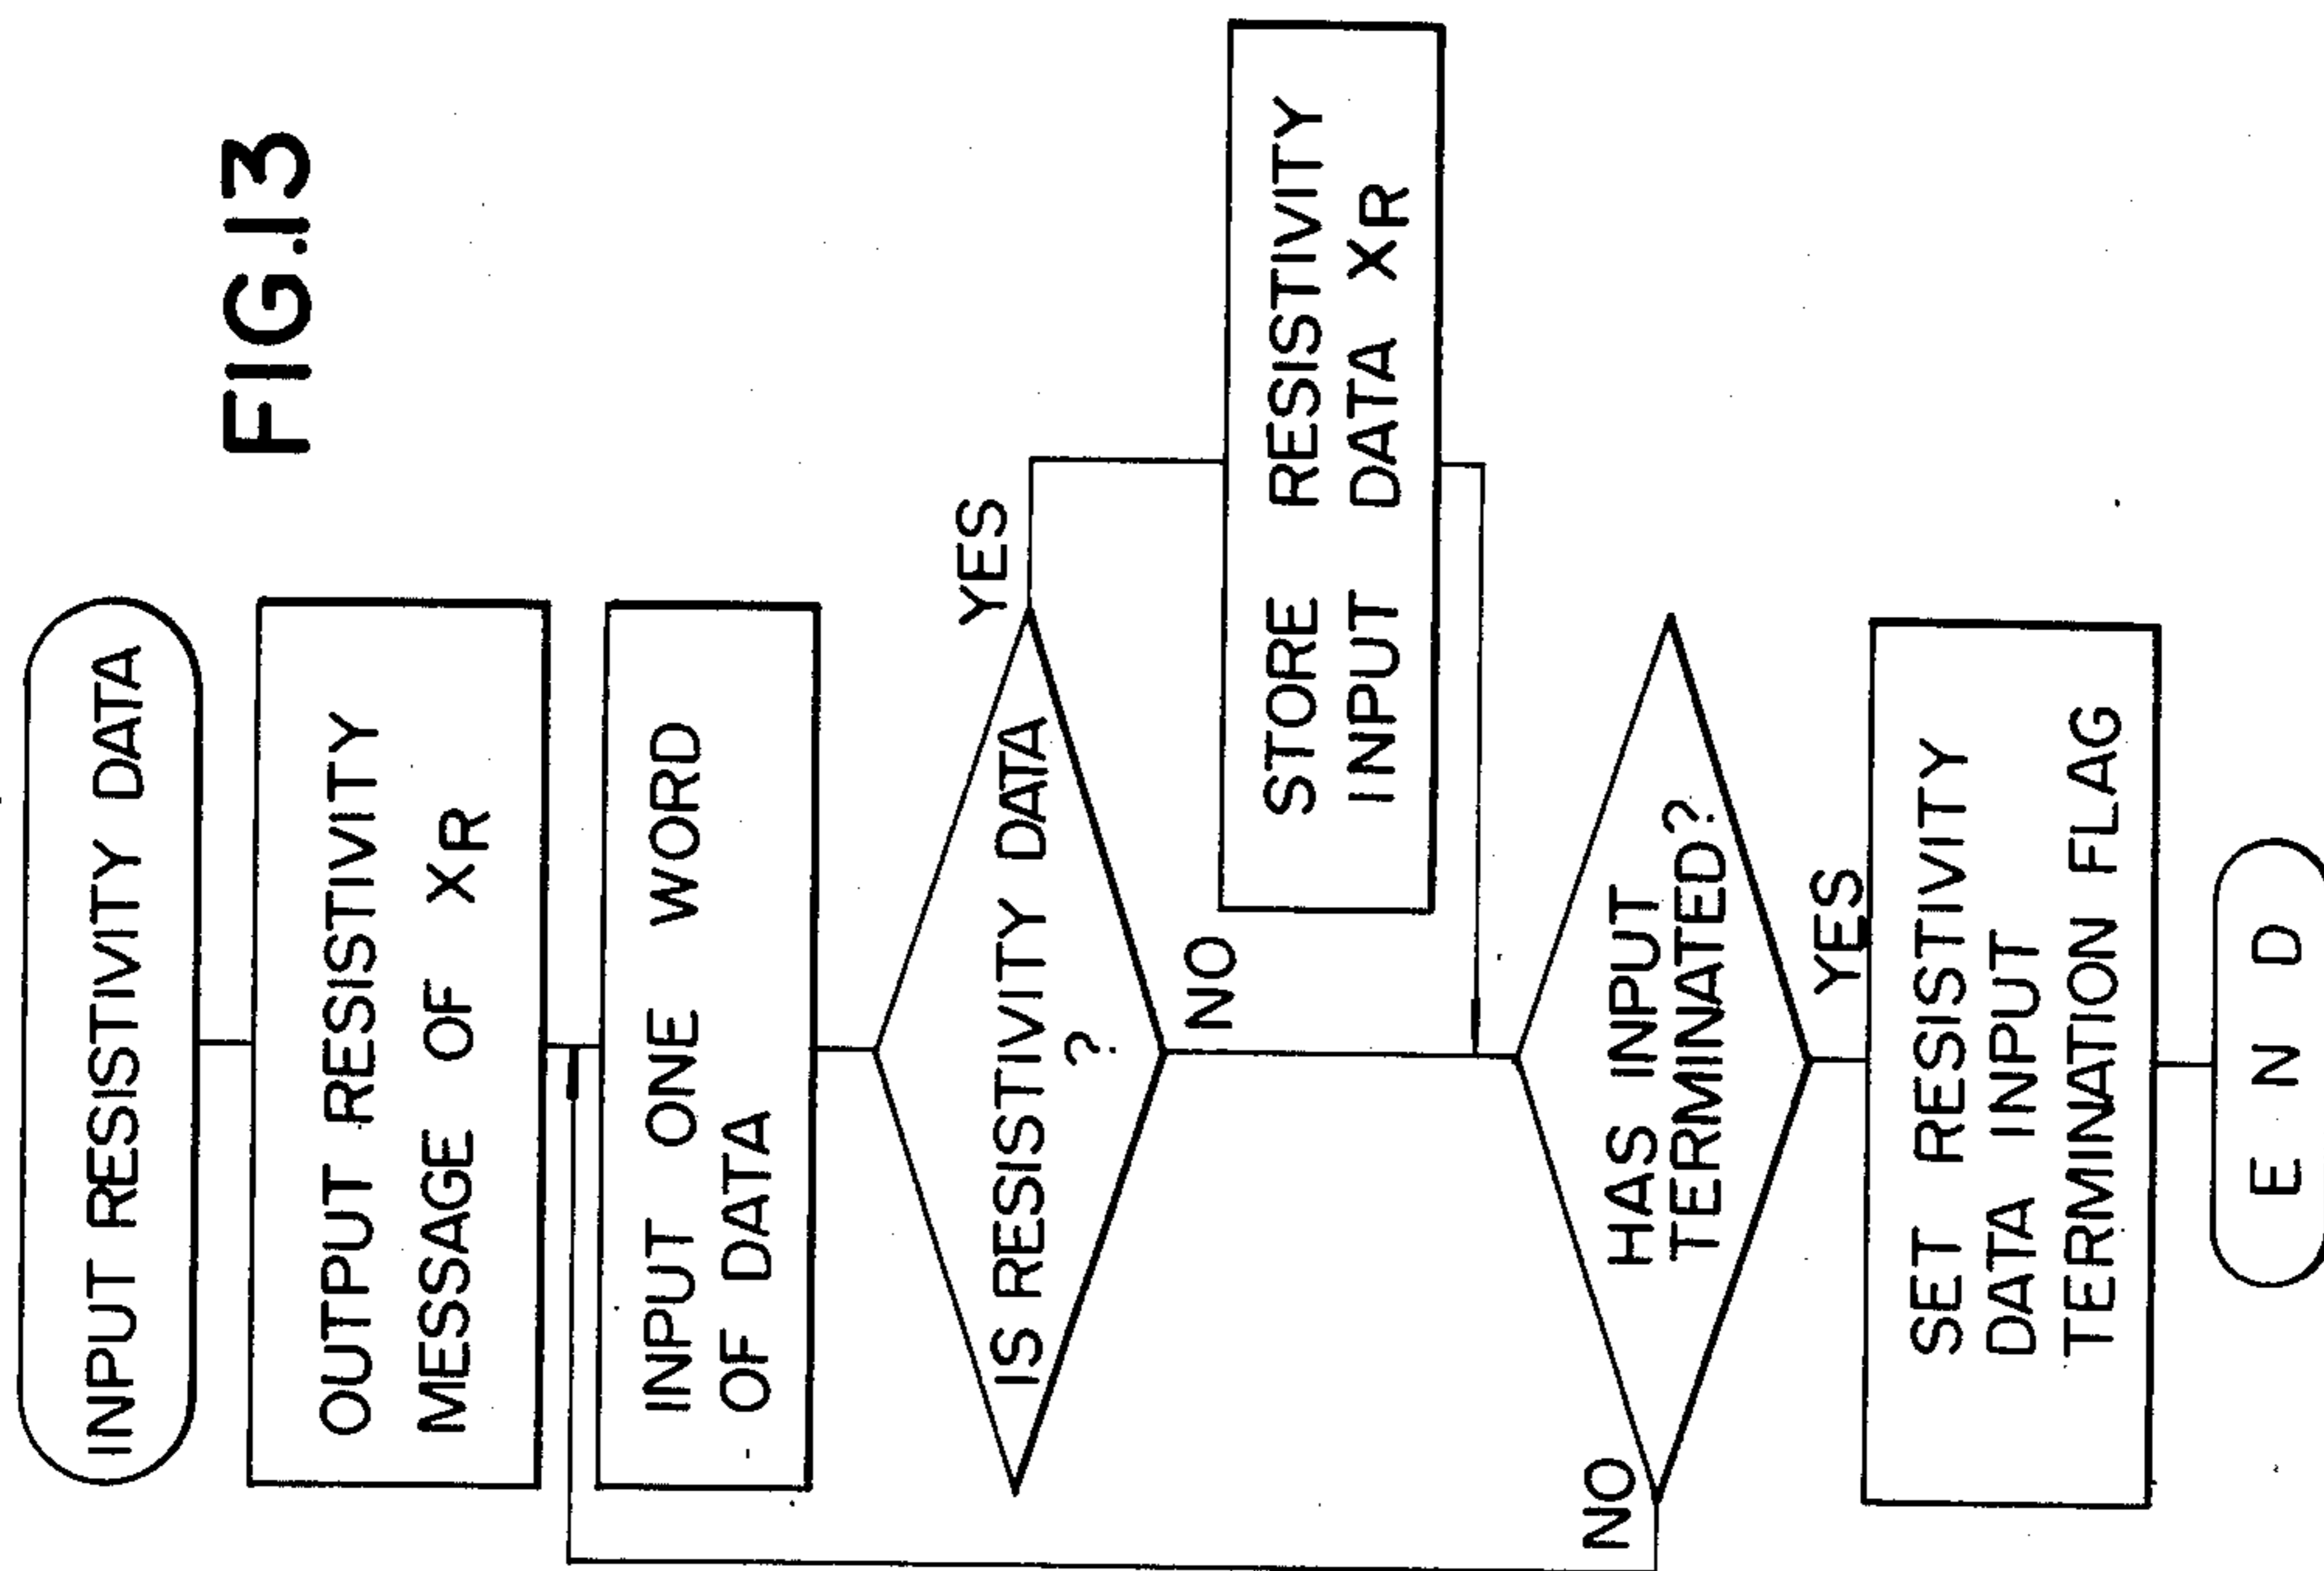 FIG.13
INPUT RESISTIVITY DATA
OUTPUT RESISTIVITY
MESSAGE OF XR
INPUT ONE WORD
OF DATA
IS RESISTIVITY DATA
?
YES
NO
STORE RESISTIVITY
INPUT DATA XR
HAS INPUT
TERMINATED?
NO
YES
SET RESISTIVITY
DATA INPUT
TERMINATION FLAG
E N D